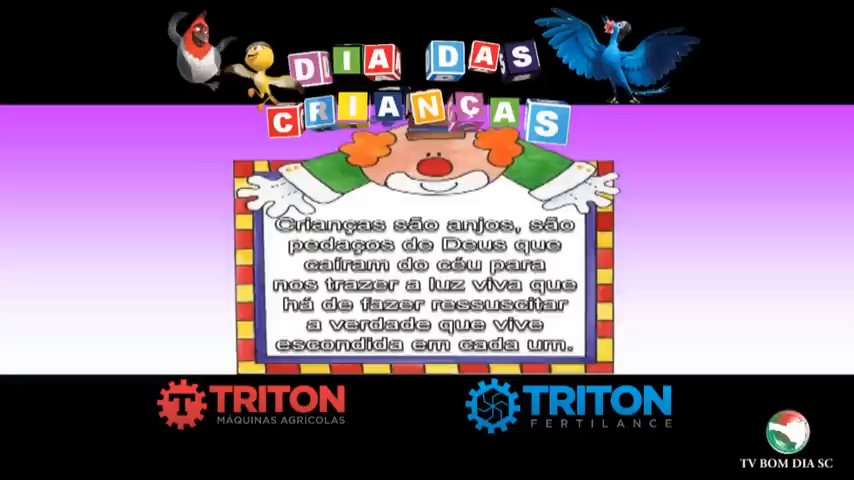 DIA DAS
CRIANÇAS
Crianças são anjos, são
pedaços de Deus que
caíram do céu para
nos trazer a luz viva que
há de fazer ressuscitar
a verdade que vive
escondida em cada um.
TRITON
MÁQUINAS AGRÍCOLAS
TRITON
FERTILANCE
TV BOM DIA SC